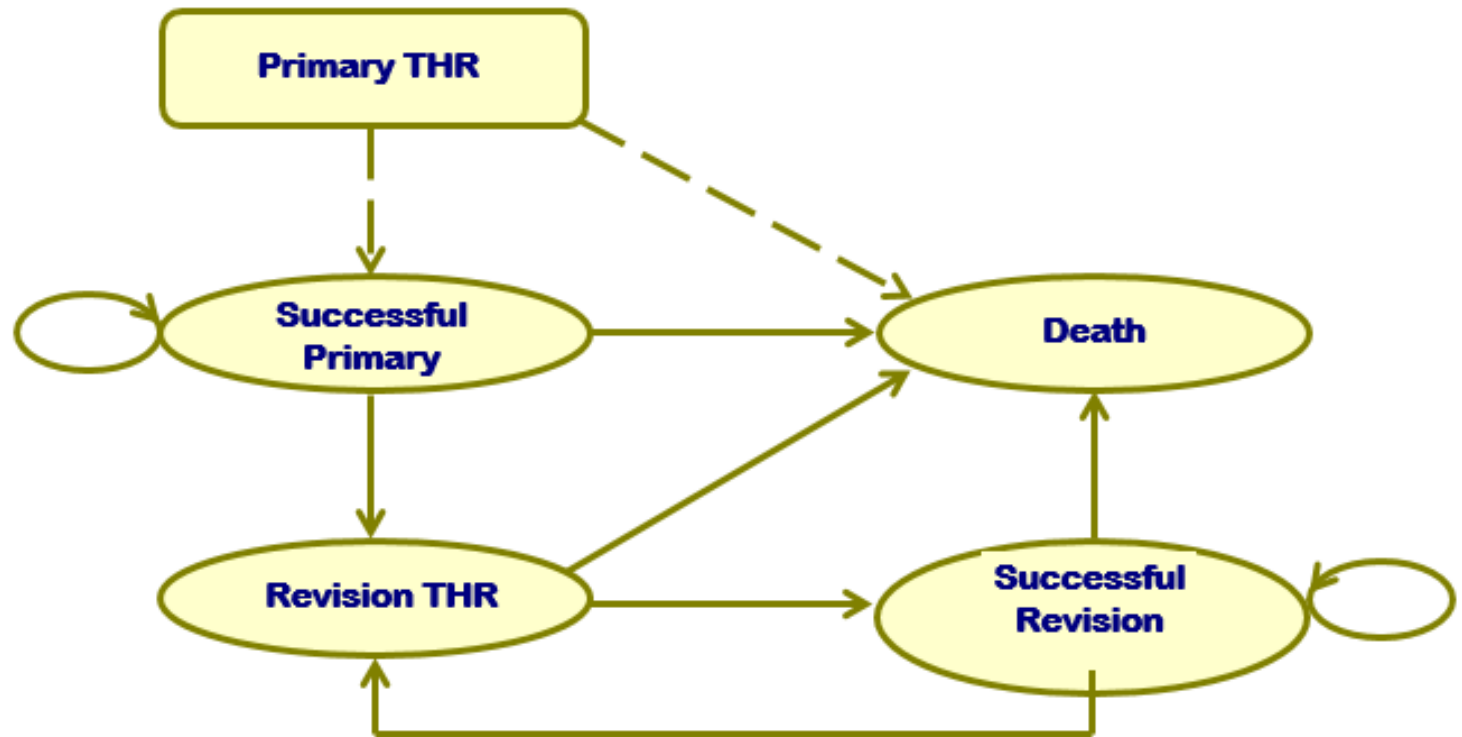 Primary THR
Successful
Primary
Death
Revision THR
Successful
Revision